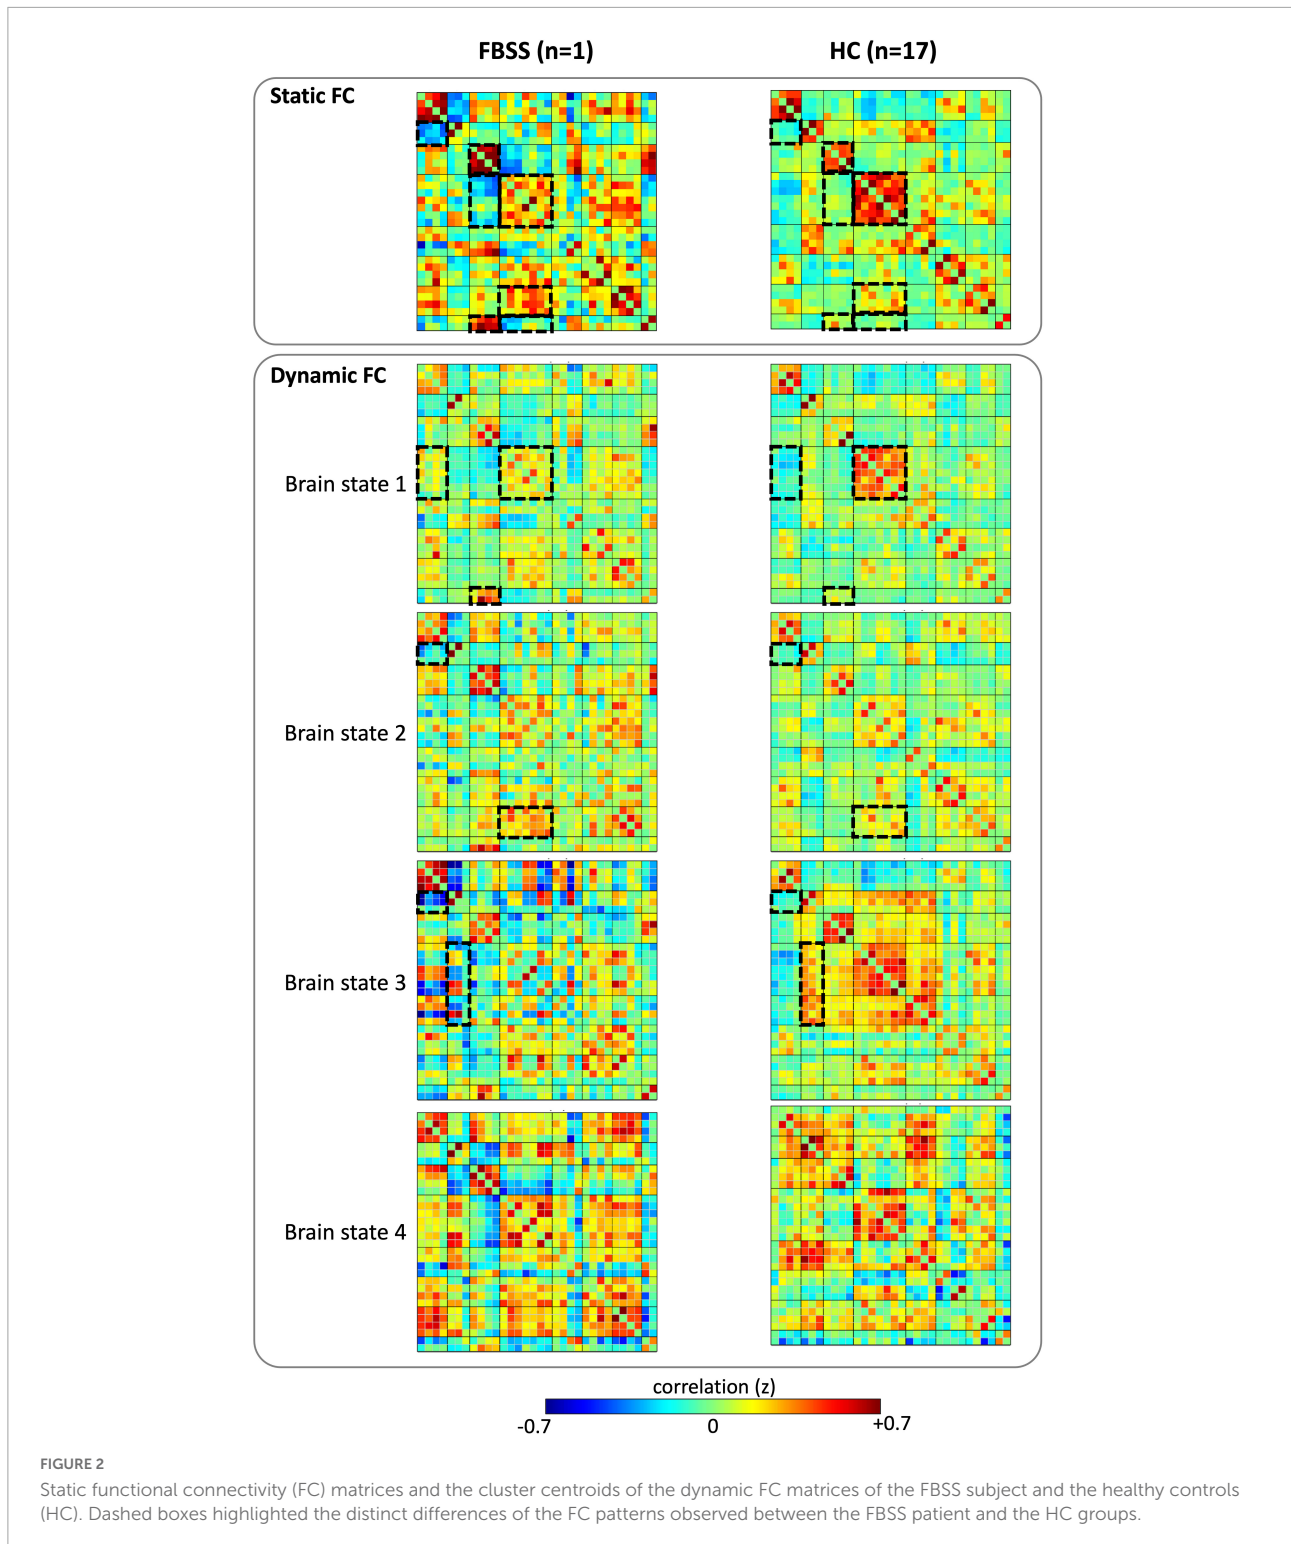 FBSS (n=1)
HC (n=17)
Static FC
Dynamic FC
Brain state 1
Brain state 2
Brain state 3
Brain state 4
correlation (z)
-0.7
0
+0.7
FIGURE 2
Static functional connectivity (FC) matrices and the cluster centroids of the dynamic FC matrices of the FBSS subject and the healthy controls
(HC). Dashed boxes highlighted the distinct differences of the FC patterns observed between the FBSS patient and the HC groups.